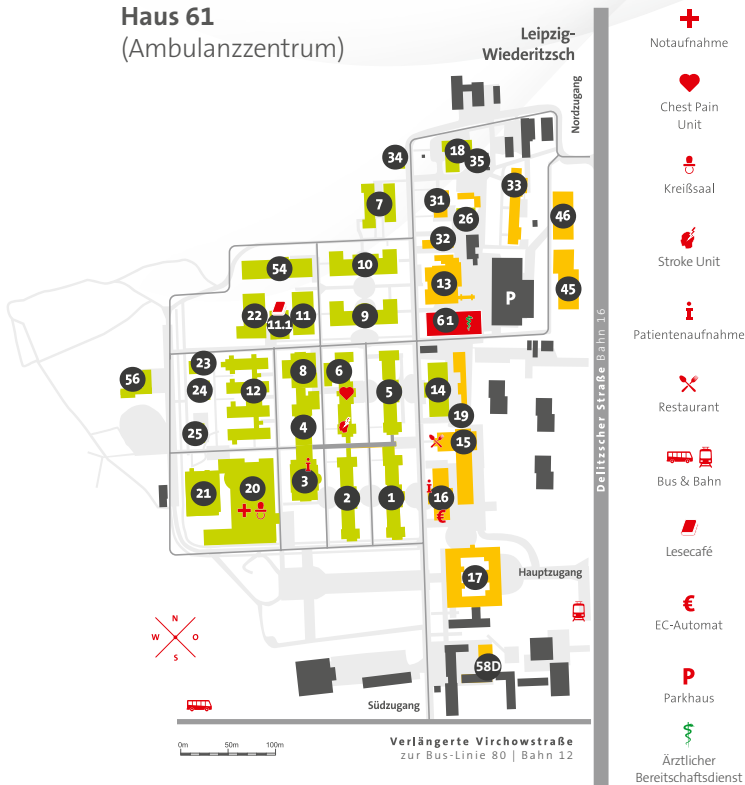 Haus 61
(Ambulanzzentrum)
Leipzig-
Wiederitzsch
Nordzugang
34
18
35
7
31
33
26
46
32
10
54
13
45
P
22
11
11.1
9
61
23
8
6
56
24
12
5
14
25
4
19
15
21
20
3
2
1
16
€
17
Hauptzugang
Delitzscher Straße Bahn 16
N
W
O
S
58D
Südzugang
0m
50m
100m
Verlängerte Virchowstraße
zur Bus-Linie 80 | Bahn 12
Notaufnahme
Chest Pain
Unit
Kreißsaal
Stroke Unit
i
Patientenaufnahme
Restaurant
Bus & Bahn
Lesecafé
€
EC-Automat
P
Parkhaus
Ärztlicher
Bereitschaftsdienst